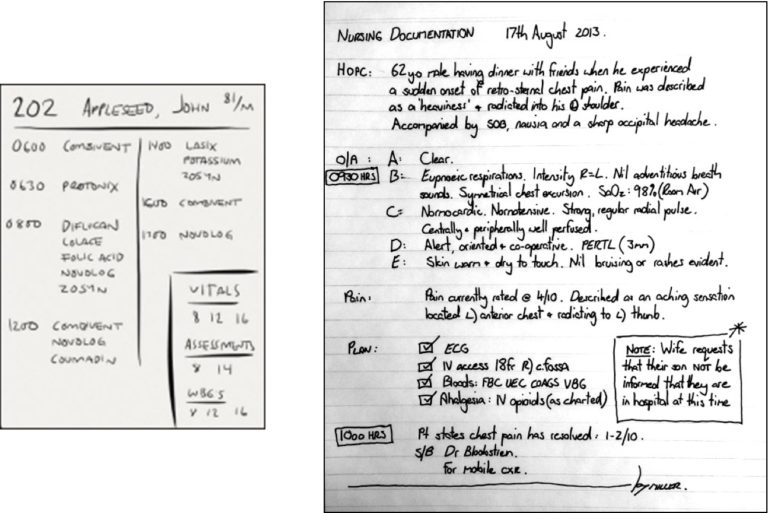 202 APPLESEED, JOHN 81/M
0600 COMBIVENT
0630 PROTONIX
0800 DIFLUCAN
COLACE
FOLIC ACID
NOVOLOG
ZOSYN
1200 COMBIVENT
NOVOLOG
COUMADIN
1400 LASIX
POTASSIUM
ZOSYN
1600 COMBIVENT
1700 NOVOLOG
VITALS
8 12 16
ASSESSMENTS
8 14
8 12 16
NURSING DOCUMENTATION 17th August 2013.
HOPC: 62yo male having dinner with friends when he experienced
a sudden onset of retro-sternal chest pain. Pain was described
as a 'heaviness' + radiated into his L shoulder.
Accompanied by SOB, nausia and a sharp occipital headache.
O/A: A: Clear.
0930 HRS B: Eupnoeic respirations. Intensity R=L. Nil adventitious breath
sounds. Symetrical chest excursion. SaO2: 98% (Room Air)
C: Normocardic. Normotensive. Strong, regular radial pulse.
Centrally + peripherally well perfused.
D: Alert, oriented + co-operative. PERTL (3mm)
E: Skin warm + dry to touch. Nil bruising or rashes evident.
Pain: Pain currently rated @ 4/10. Described as an aching sensation
located L) anterior chest + radiating to L) thumb.
PLAN: ☑ ECG
☑ IV access 18fr R) c.fossa
☑ Bloods: FBC UEC COAGS VBG
☑ Analgesia: IV opioids (as charted)
NOTE: Wife requests
that their son NOT be
informed that they are
in hospital at this time
1000 HRS Pt states chest pain has resolved: 1-2/10.
S/B Dr Bloobstien.
For mobile CXR.
MILLER.